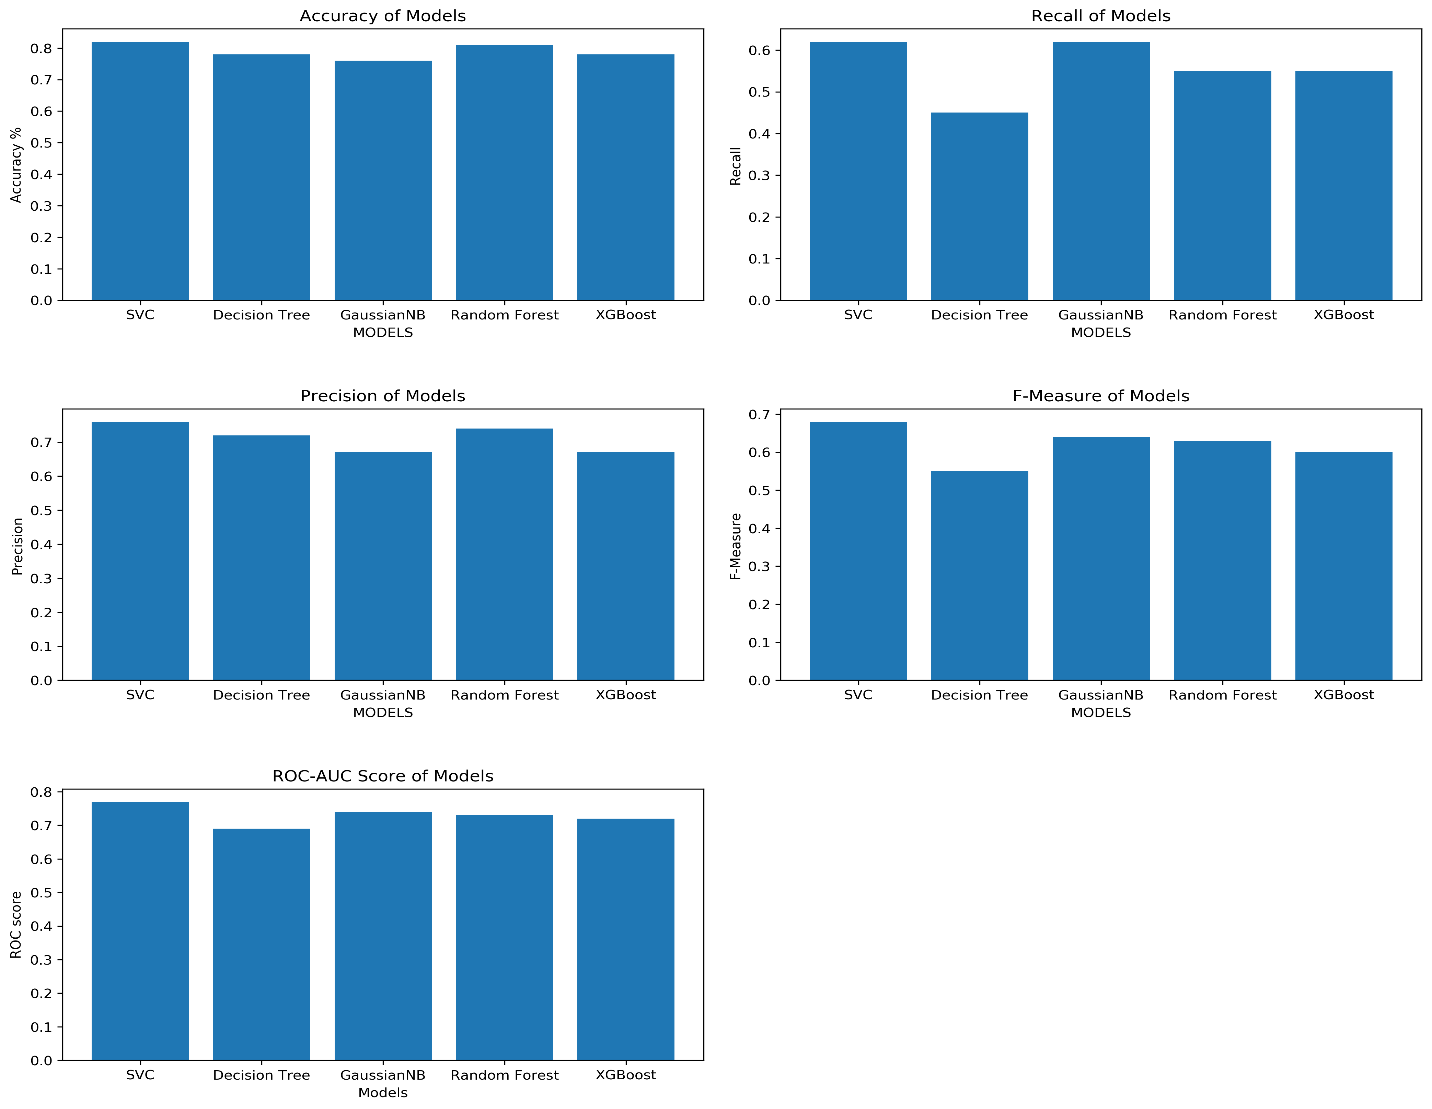 Accuracy of Models
Accuracy %
0.8
0.7
0.6
0.5
0.4
0.3
0.2
0.1
0.0
SVC Decision Tree GaussianNB Random Forest XGBoost
MODELS
Recall of Models
Recall
0.6
0.5
0.4
0.3
0.2
0.1
0.0
SVC Decision Tree GaussianNB Random Forest XGBoost
MODELS
Precision of Models
Precision
0.7
0.6
0.5
0.4
0.3
0.2
0.1
0.0
SVC Decision Tree GaussianNB Random Forest XGBoost
MODELS
F-Measure of Models
F-Measure
0.7
0.6
0.5
0.4
0.3
0.2
0.1
0.0
SVC Decision Tree GaussianNB Random Forest XGBoost
MODELS
ROC-AUC Score of Models
ROC score
0.8
0.7
0.6
0.5
0.4
0.3
0.2
0.1
0.0
SVC Decision Tree GaussianNB Random Forest XGBoost
Models